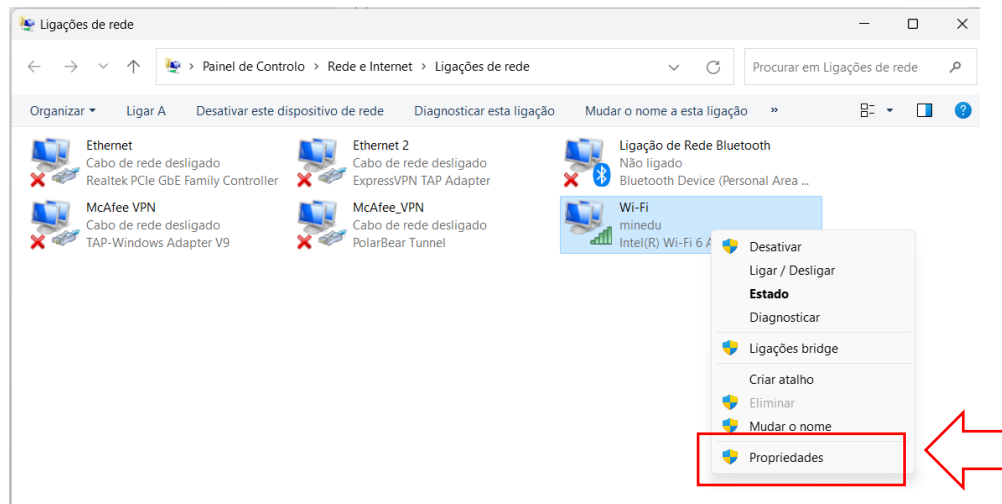 Ligações de rede
Painel de Controlo > Rede e Internet > Ligações de rede
Procurar em Ligações de rede
Organizar
Ligar A
Desativar este dispositivo de rede
Diagnosticar esta ligação
Mudar o nome a esta ligação
»
Ethernet
Cabo de rede desligado
Realtek PCIe GbE Family Controller
Ethernet 2
Cabo de rede desligado
ExpressVPN TAP Adapter
Ligação de Rede Bluetooth
Não ligado
Bluetooth Device (Personal Area ...
McAfee VPN
Cabo de rede desligado
TAP-Windows Adapter V9
McAfee_VPN
Cabo de rede desligado
PolarBear Tunnel
Wi-Fi
minedu
Intel(R) Wi-Fi 6 A
Desativar
Ligar / Desligar
Estado
Diagnosticar
Ligações bridge
Criar atalho
Eliminar
Mudar o nome
Propriedades